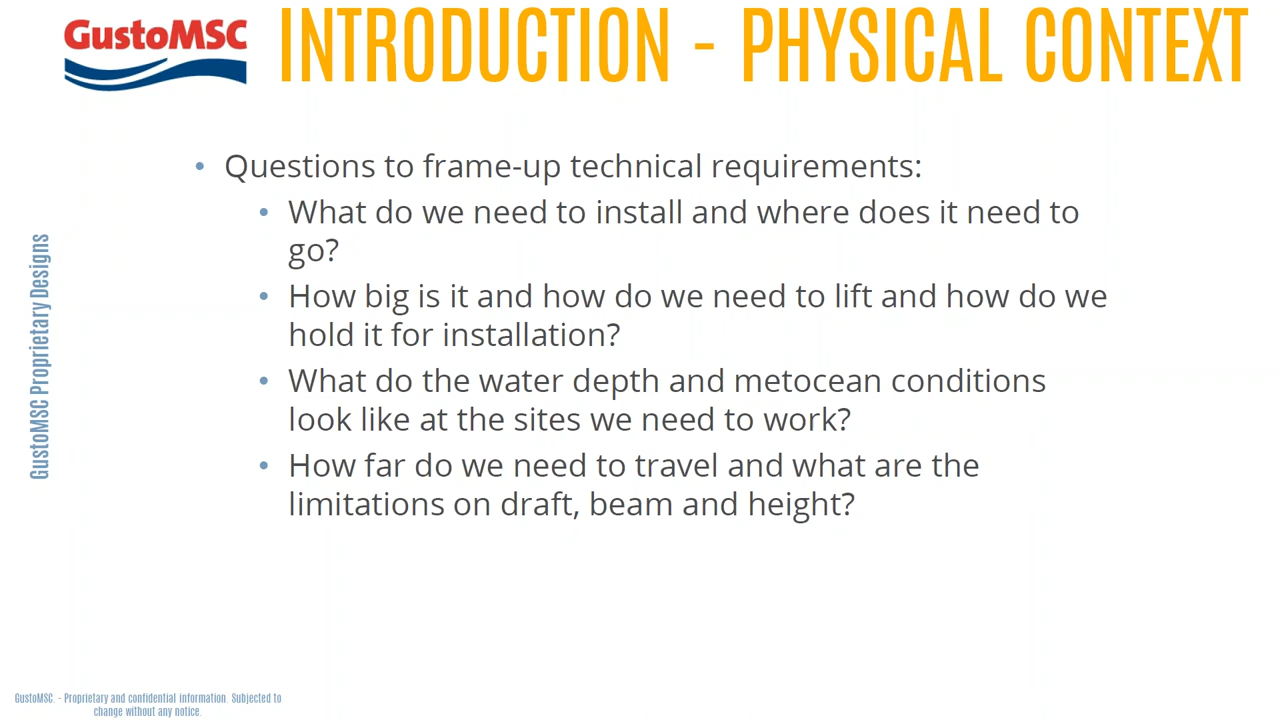 GustoMSC
INTRODUCTION - PHYSICAL CONTEXT
• Questions to frame-up technical requirements:
• What do we need to install and where does it need to
go?
• How big is it and how do we need to lift and how do we
hold it for installation?
• What do the water depth and metocean conditions
look like at the sites we need to work?
• How far do we need to travel and what are the
limitations on draft, beam and height?
GustoMSC Proprietary Designs
GustoMSC. - Proprietary and confidential information. Subjected to
change without any notice.